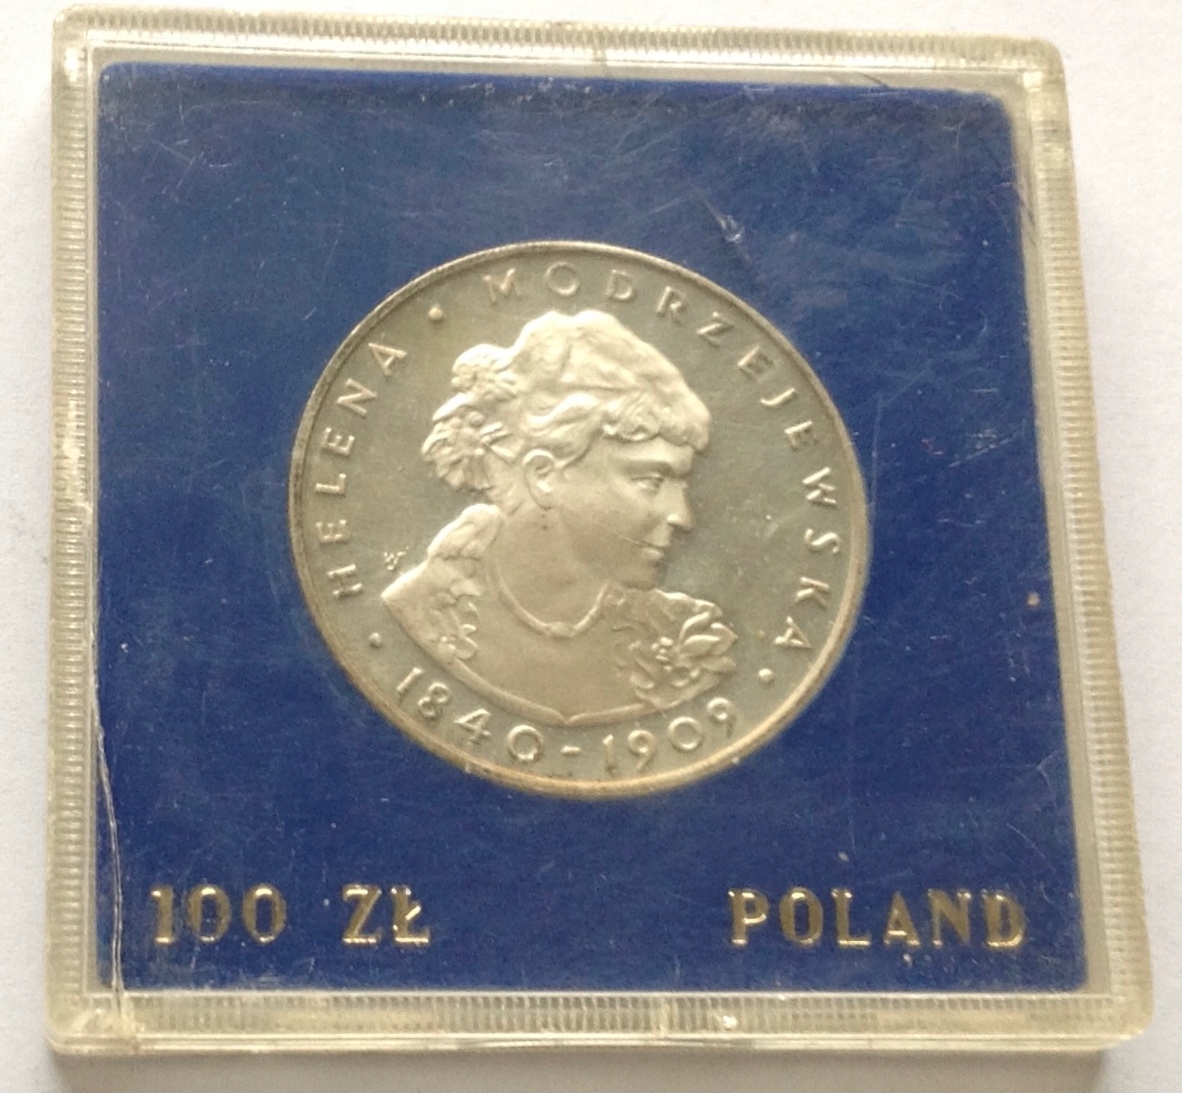 HELENA · MODRZEJEWSKA ·
1840-1909
100 ZŁ
POLAND